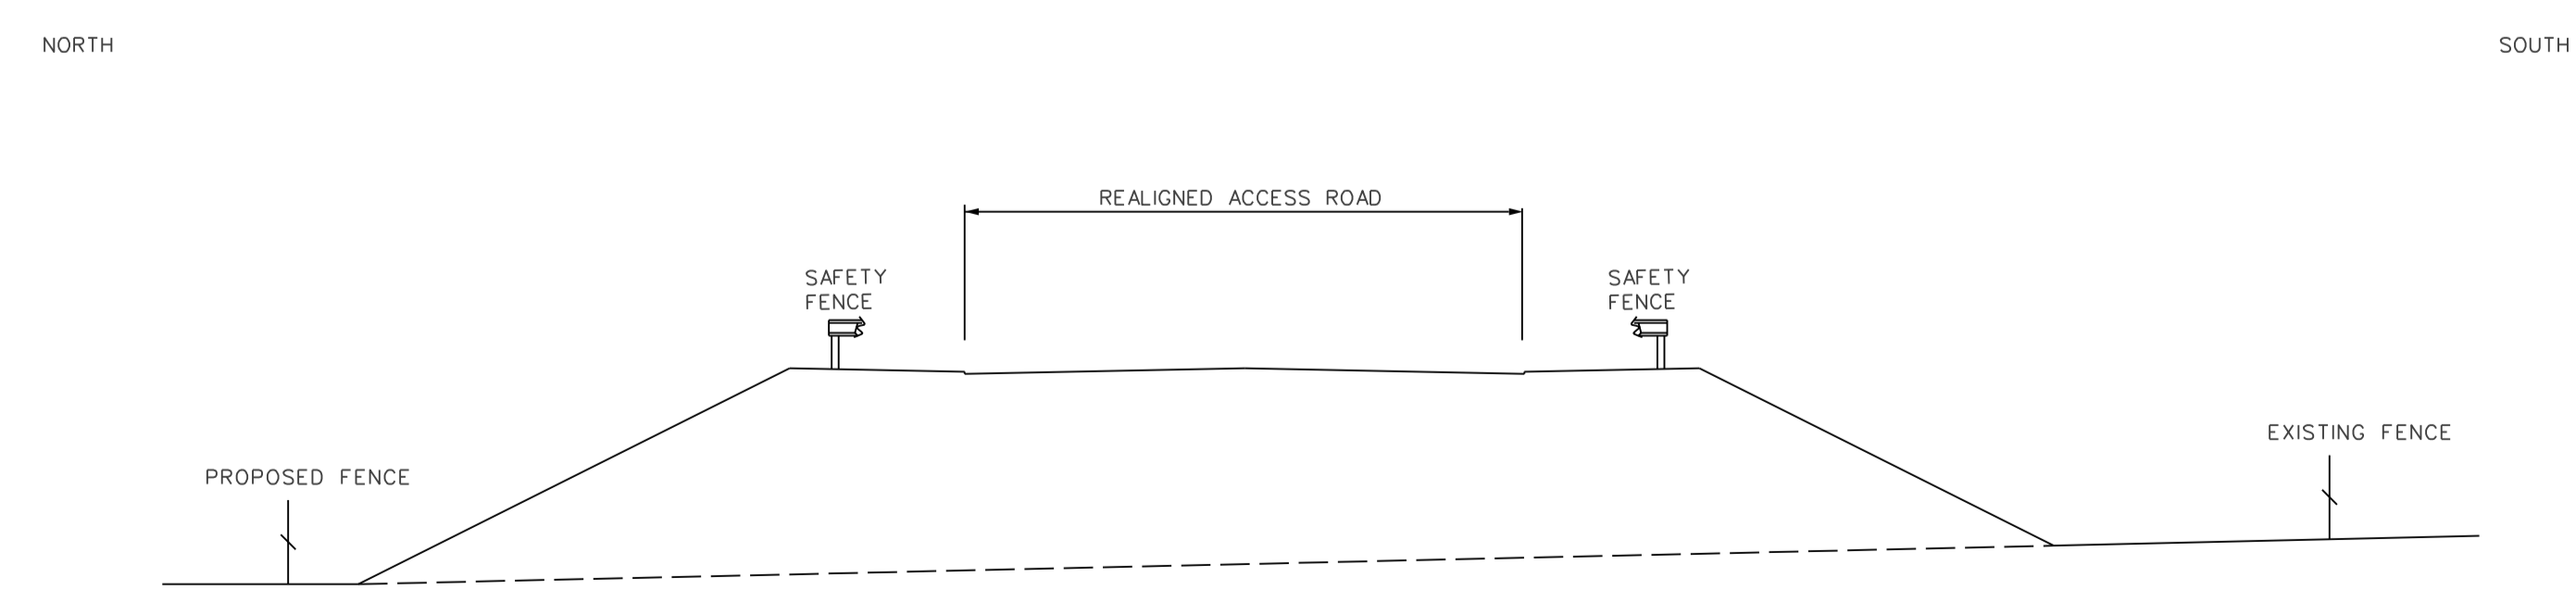 NORTH
SOUTH
REALIGNED ACCESS ROAD
SAFETY
FENCE
SAFETY
FENCE
EXISTING FENCE
PROPOSED FENCE